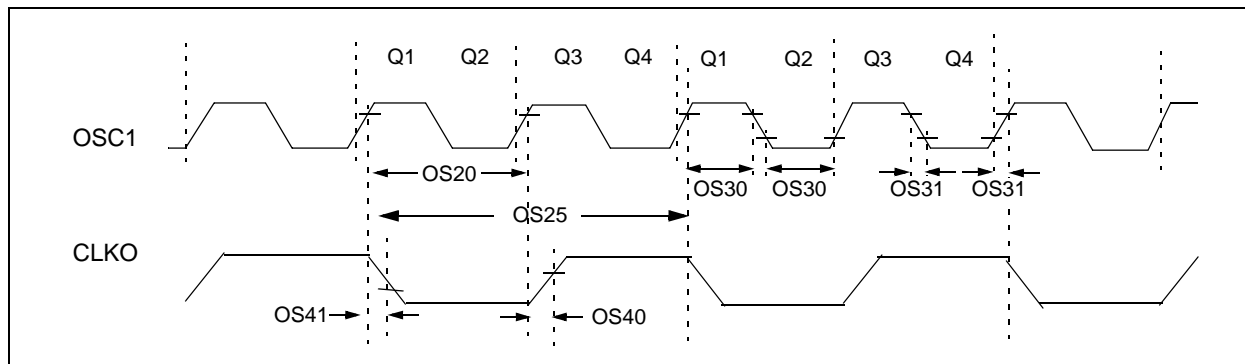 Q1 Q2 Q3 Q4 Q1 Q2 Q3 Q4
OSC1
OS20 OS30 OS30 OS31 OS31
OS25
CLKO
OS41 OS40